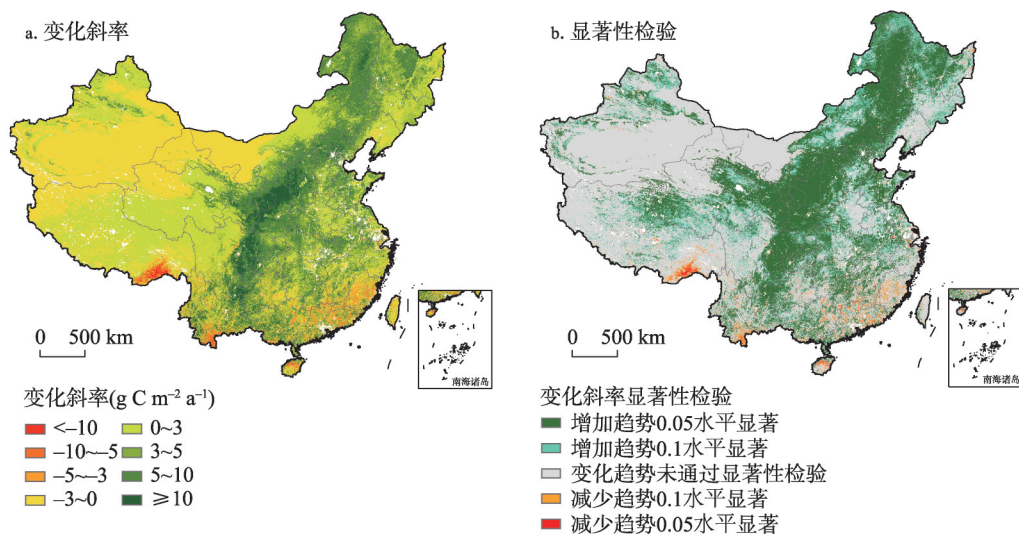 a. 变化斜率
0 500 km
南海诸岛
变化斜率(g C m⁻² a⁻¹)
<–10
–10~–5
–5~–3
–3~0
0~3
3~5
5~10
≥10
b. 显著性检验
0 500 km
南海诸岛
变化斜率显著性检验
增加趋势0.05水平显著
增加趋势0.1水平显著
变化趋势未通过显著性检验
减少趋势0.1水平显著
减少趋势0.05水平显著